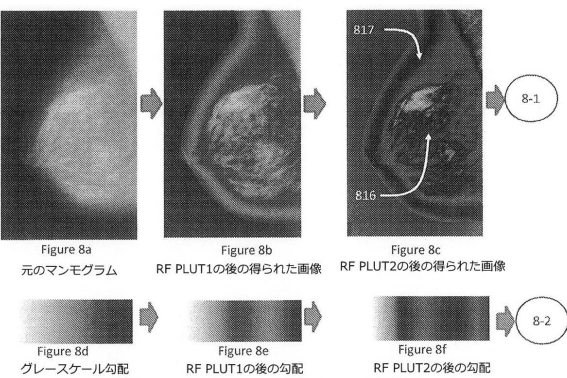 817
8-1
816
Figure 8a
Figure 8b
Figure 8c
元のマンモグラム
RF PLUT1の後の得られた画像
RF PLUT2の後の得られた画像
8-2
Figure 8d
Figure 8e
Figure 8f
グレースケール勾配
RF PLUT1の後の勾配
RF PLUT2の後の勾配